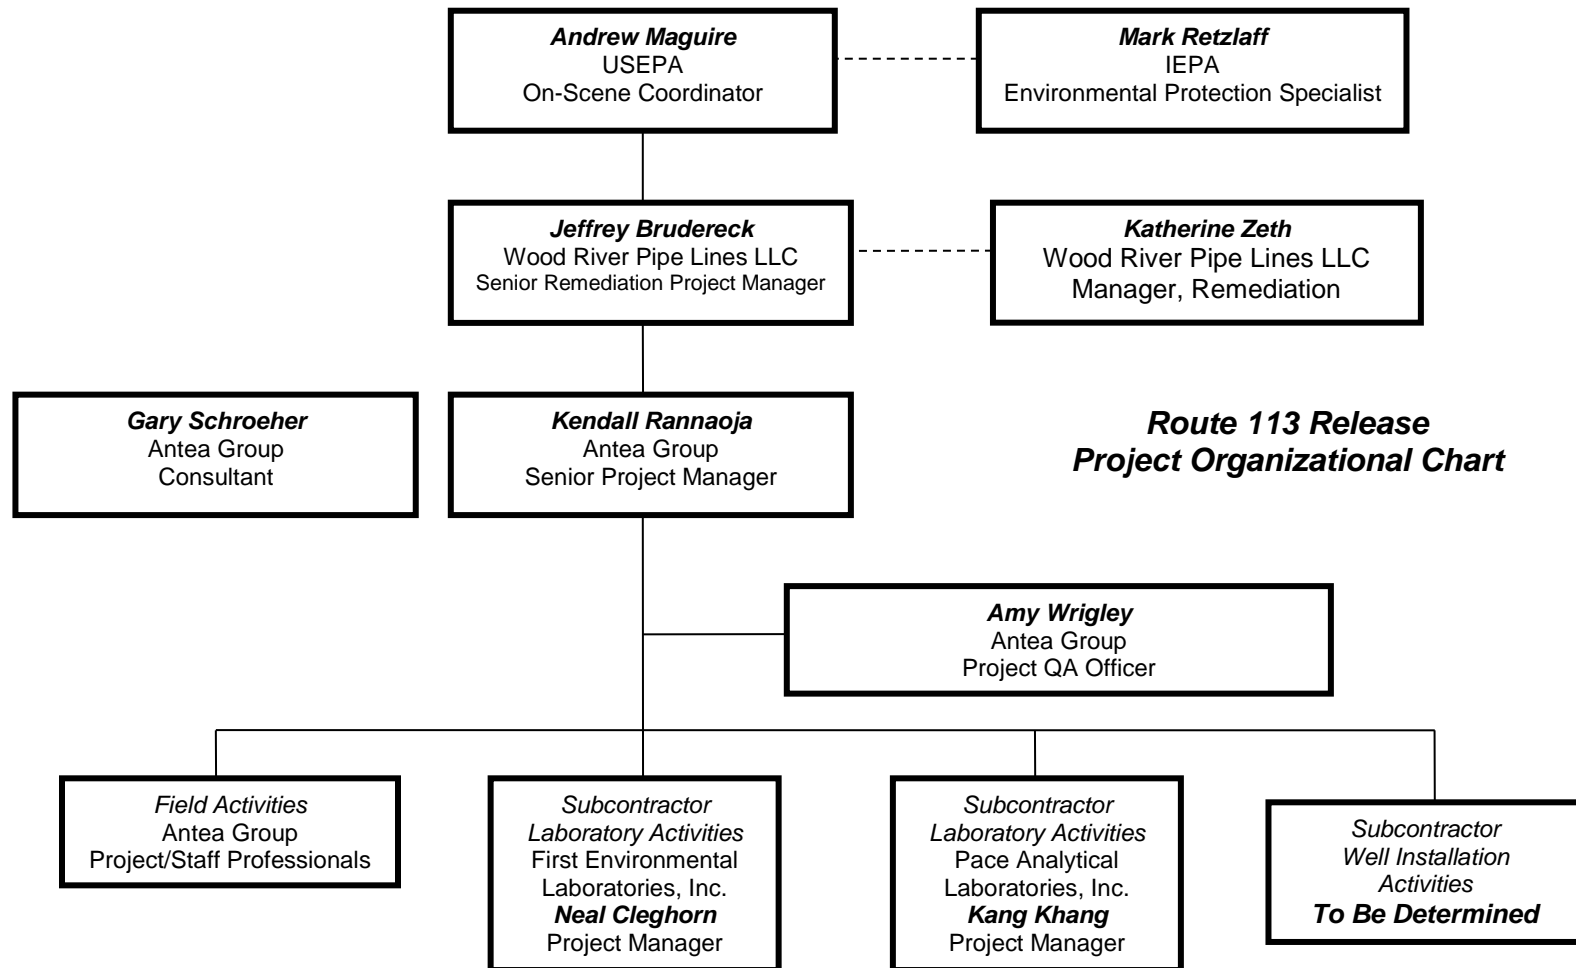 Andrew Maguire
USEPA
On-Scene Coordinator
Mark Retzlaff
IEPA
Environmental Protection Specialist
Jeffrey Brudereck
Wood River Pipe Lines LLC
Senior Remediation Project Manager
Katherine Zeth
Wood River Pipe Lines LLC
Manager, Remediation
Gary Schroeher
Antea Group
Consultant
Kendall Rannaoja
Antea Group
Senior Project Manager
Route 113 Release
Project Organizational Chart
Amy Wrigley
Antea Group
Project QA Officer
Field Activities
Antea Group
Project/Staff Professionals
Subcontractor
Laboratory Activities
First Environmental
Laboratories, Inc.
Neal Cleghorn
Project Manager
Subcontractor
Laboratory Activities
Pace Analytical
Laboratories, Inc.
Kang Khang
Project Manager
Subcontractor
Well Installation
Activities
To Be Determined